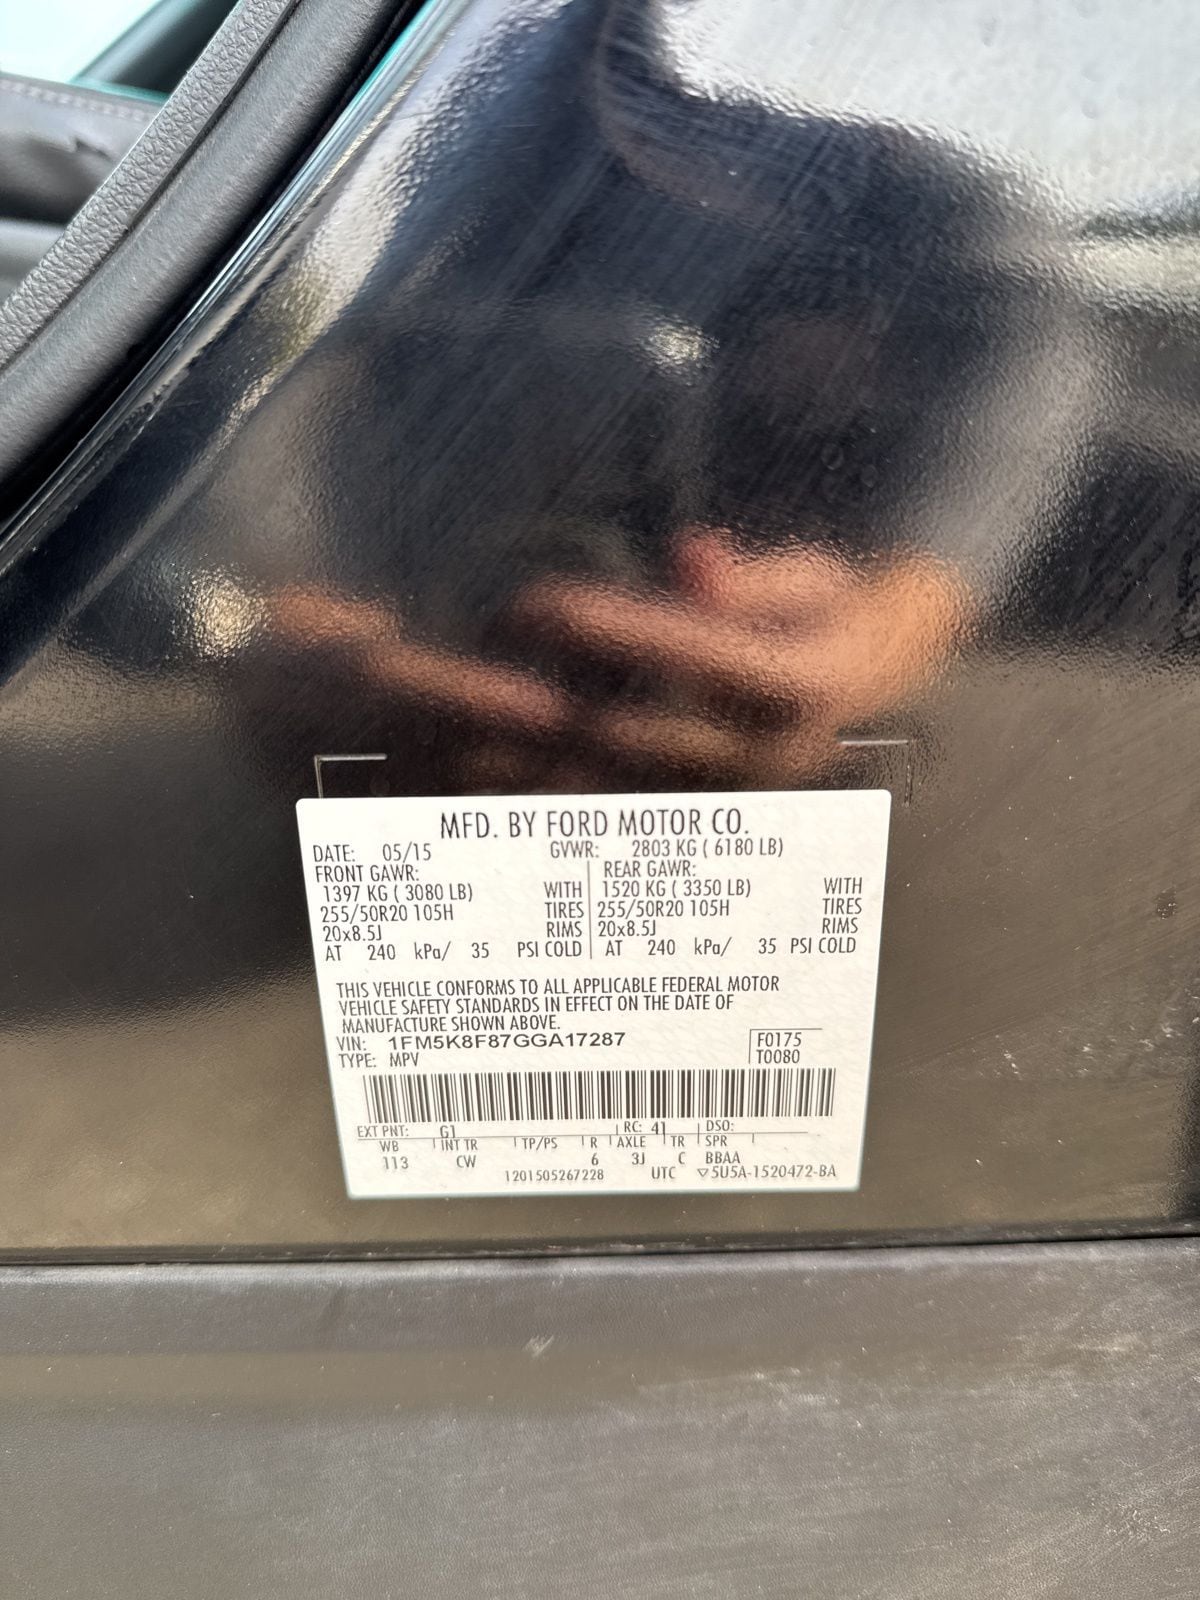 MFD. BY FORD MOTOR CO.
DATE: 05/15 GVWR: 2803 KG ( 6180 LB)
FRONT GAWR: REAR GAWR:
1397 KG ( 3080 LB) WITH 1520 KG ( 3350 LB) WITH
255/50R20 105H TIRES 255/50R20 105H TIRES
20x8.5J RIMS 20x8.5J RIMS
AT 240 kPa/ 35 PSI COLD AT 240 kPa/ 35 PSI COLD
THIS VEHICLE CONFORMS TO ALL APPLICABLE FEDERAL MOTOR
VEHICLE SAFETY STANDARDS IN EFFECT ON THE DATE OF
MANUFACTURE SHOWN ABOVE.
VIN: 1FM5K8F87GGA17287 F0175
TYPE: MPV T0080
EXT PNT: G1 RC: 41 DSO:
WB INT TR TP/PS R AXLE TR SPR
113 CW 6 3J C BBAA
1201505267228 UTC ▽5U5A-1520472-BA